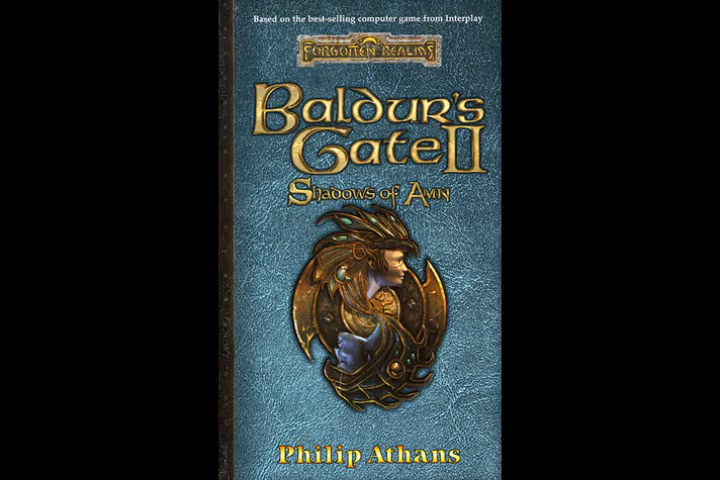 Based on the best-selling computer game from Interplay
FORGOTTEN REALMS
Baldur's
Gate II
Shadows of Amn
Philip Athans